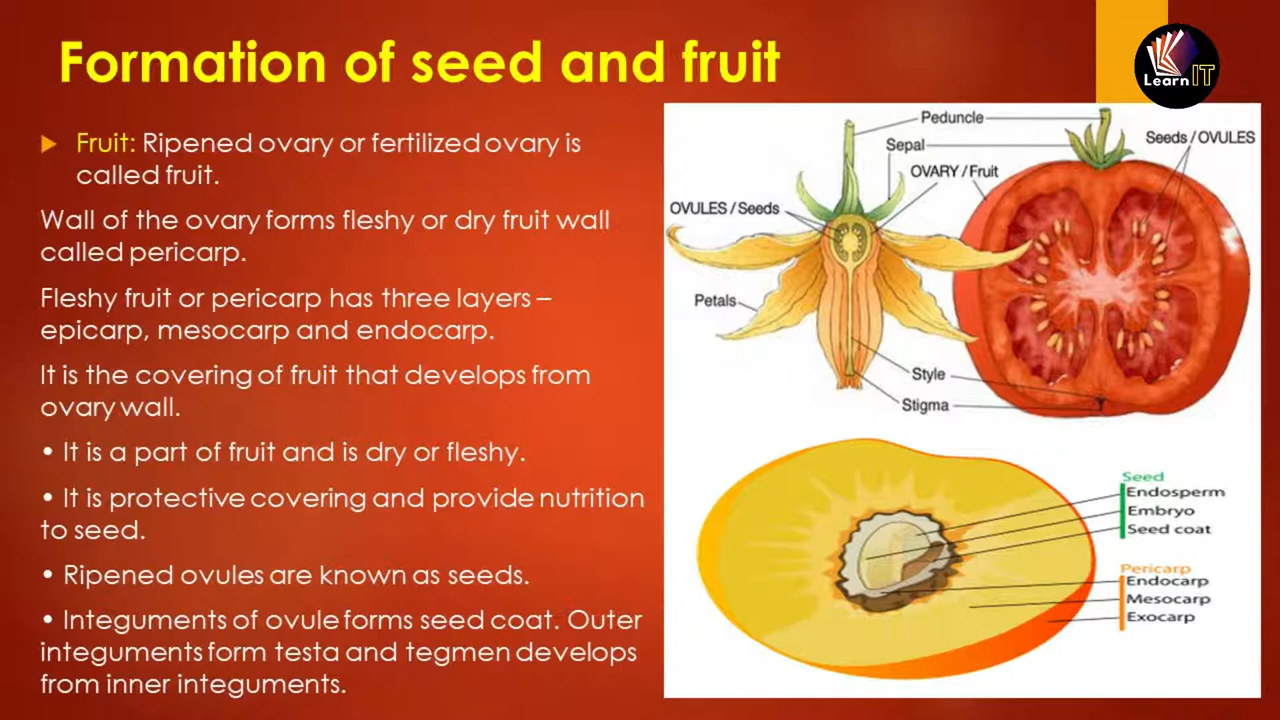 Formation of seed and fruit
Learn IT
Fruit: Ripened ovary or fertilized ovary is
called fruit.
Wall of the ovary forms fleshy or dry fruit wall
called pericarp.
Fleshy fruit or pericarp has three layers –
epicarp, mesocarp and endocarp.
It is the covering of fruit that develops from
ovary wall.
• It is a part of fruit and is dry or fleshy.
• It is protective covering and provide nutrition
to seed.
• Ripened ovules are known as seeds.
• Integuments of ovule forms seed coat. Outer
integuments form testa and tegmen develops
from inner integuments.
Peduncle
Sepal
Seeds / OVULES
OVARY / Fruit
OVULES / Seeds
Petals
Style
Stigma
Seed
Endosperm
Embryo
Seed coat
Pericarp
Endocarp
Mesocarp
Exocarp